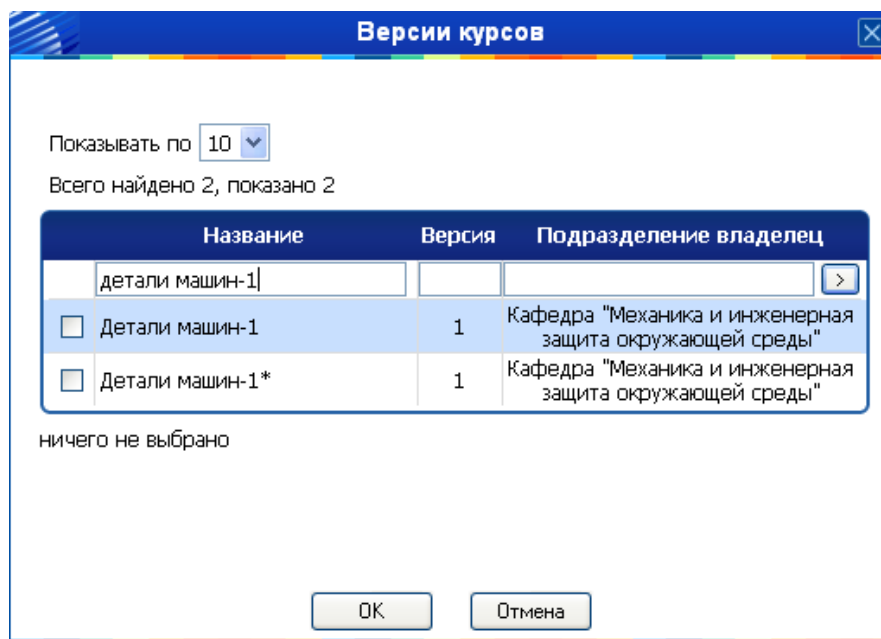 Версии курсов
Показывать по 10
Всего найдено 2, показано 2
Название Версия Подразделение владелец
детали машин-1 >
Детали машин-1 1 Кафедра "Механика и инженерная
защита окружающей среды"
Детали машин-1* 1 Кафедра "Механика и инженерная
защита окружающей среды"
ничего не выбрано
OK Отмена